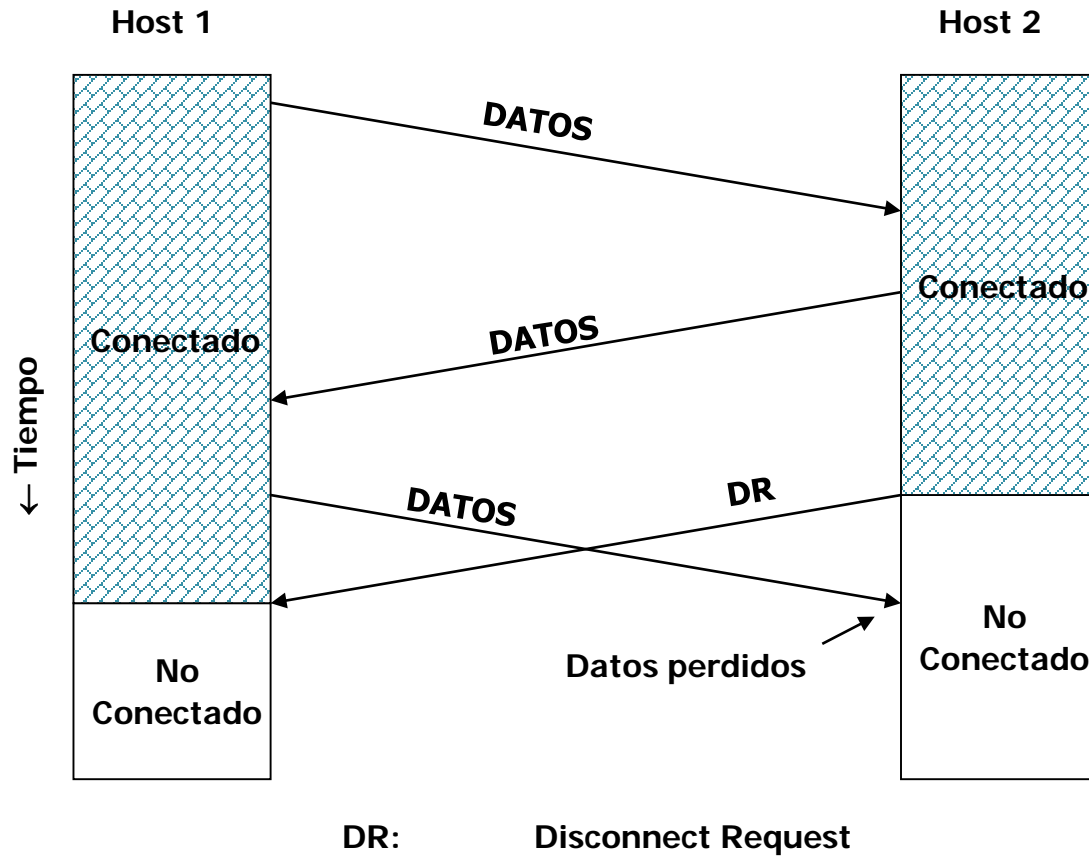 Host 1
Host 2
DATOS
Conectado
Conectado
DATOS
← Tiempo
DATOS
DR
No
Conectado
Datos perdidos
No
Conectado
DR: Disconnect Request